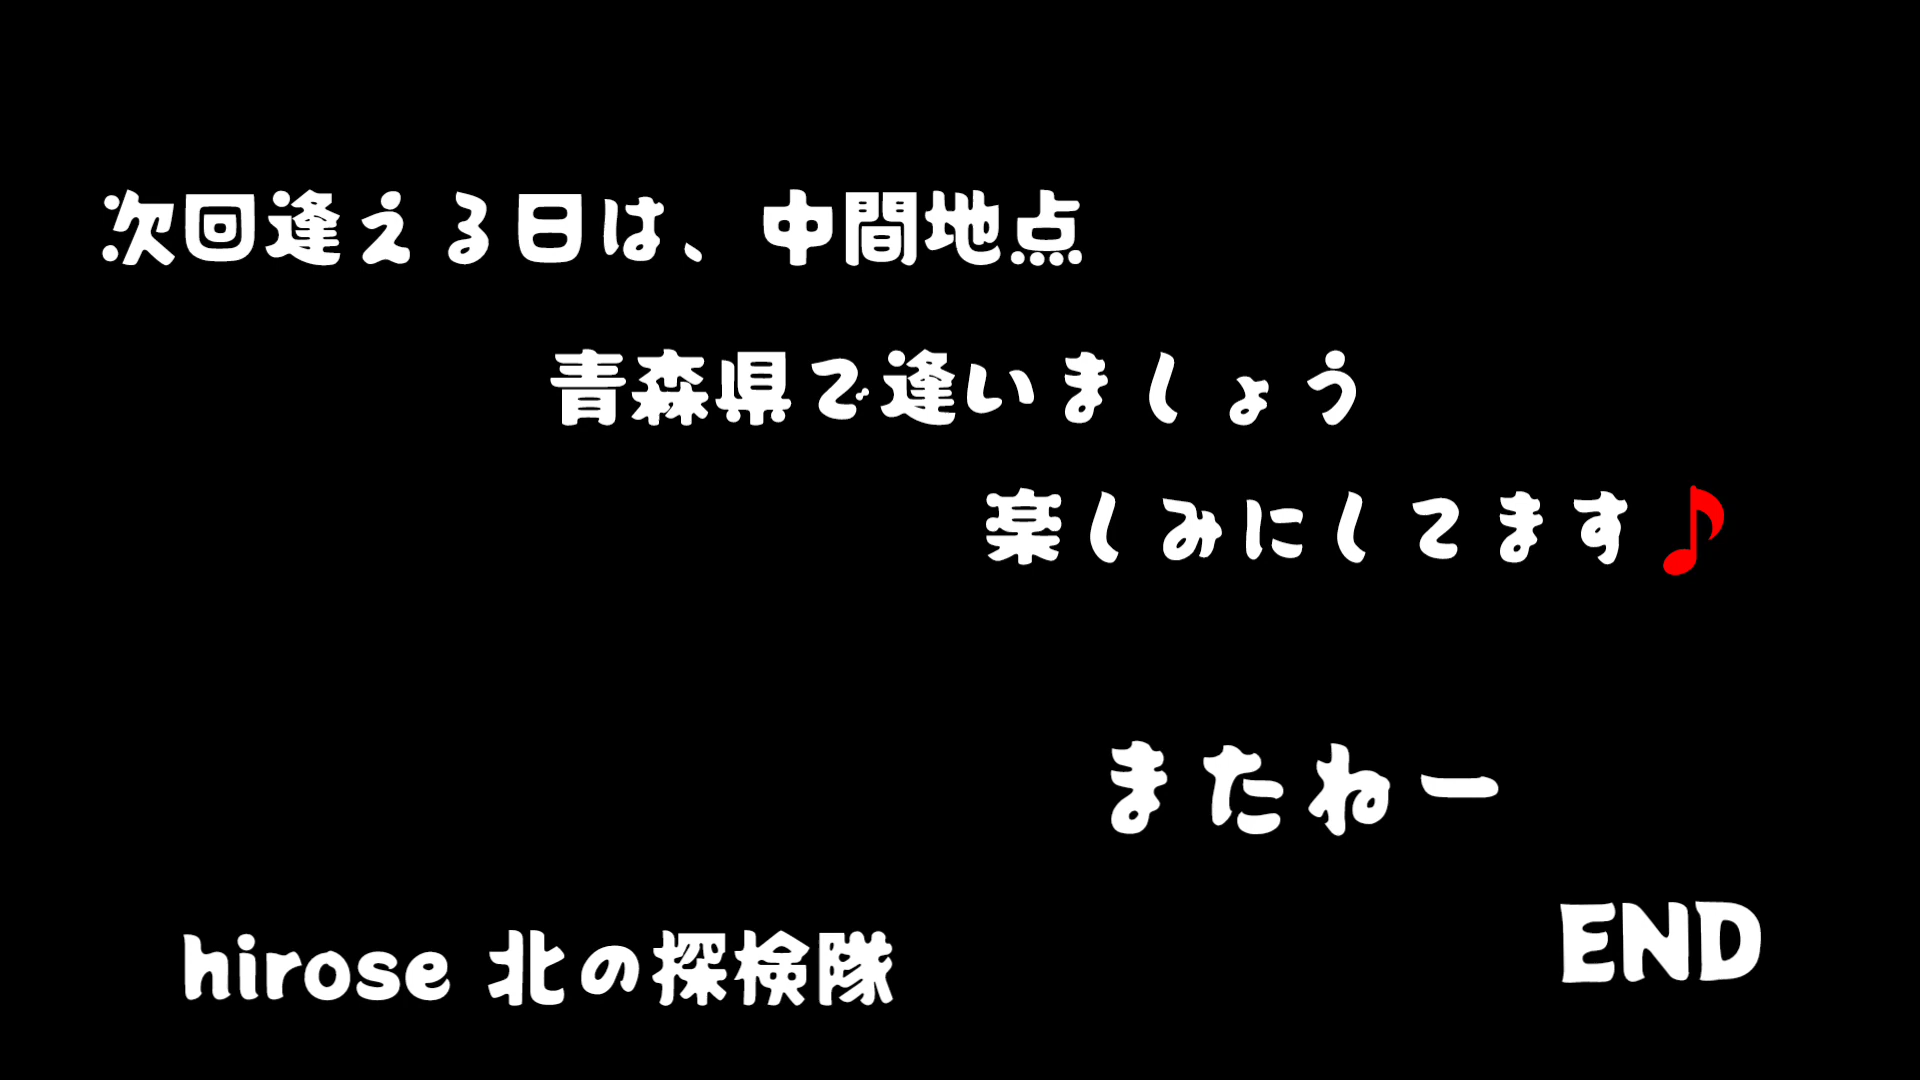 次回逢える日は、中間地点
青森県で逢いましょう
楽しみにしてます♪
またねー
END
hirose 北の探検隊